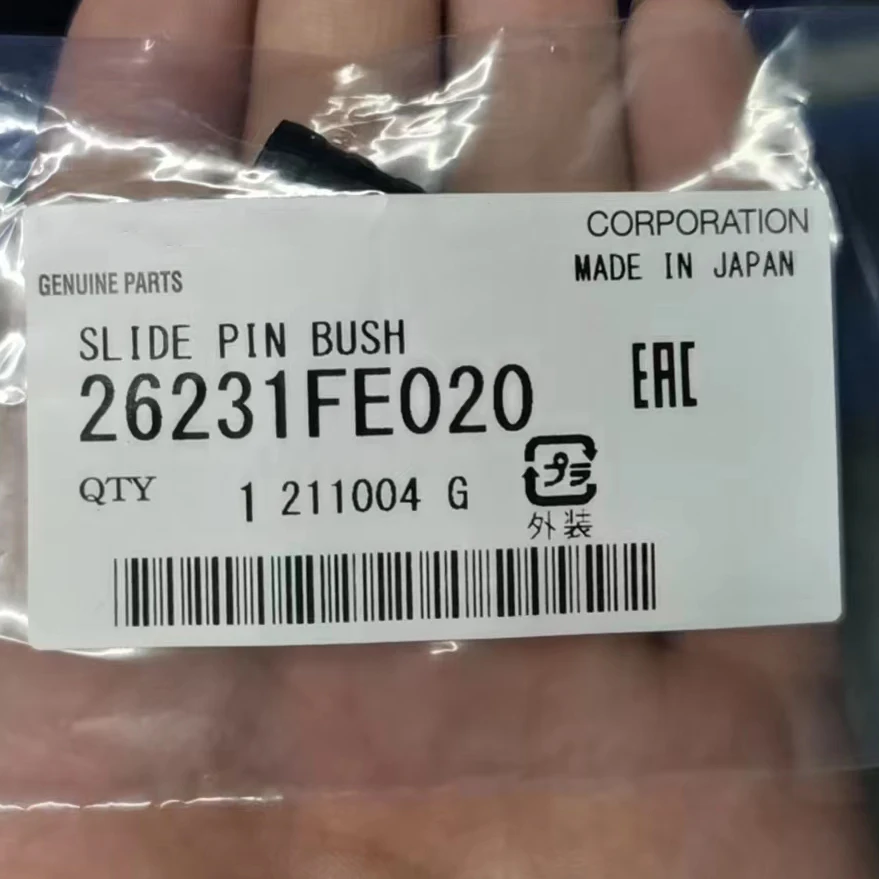 CORPORATION
MADE IN JAPAN
GENUINE PARTS
SLIDE PIN BUSH
26231FE020
EAC
QTY 1 211004 G
プラ
外装